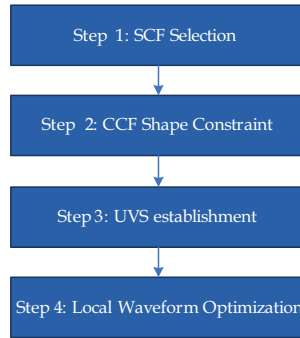 Step 1: SCF Selection
Step 2: CCF Shape Constraint
Step 3: UVS establishment
Step 4: Local Waveform Optimization